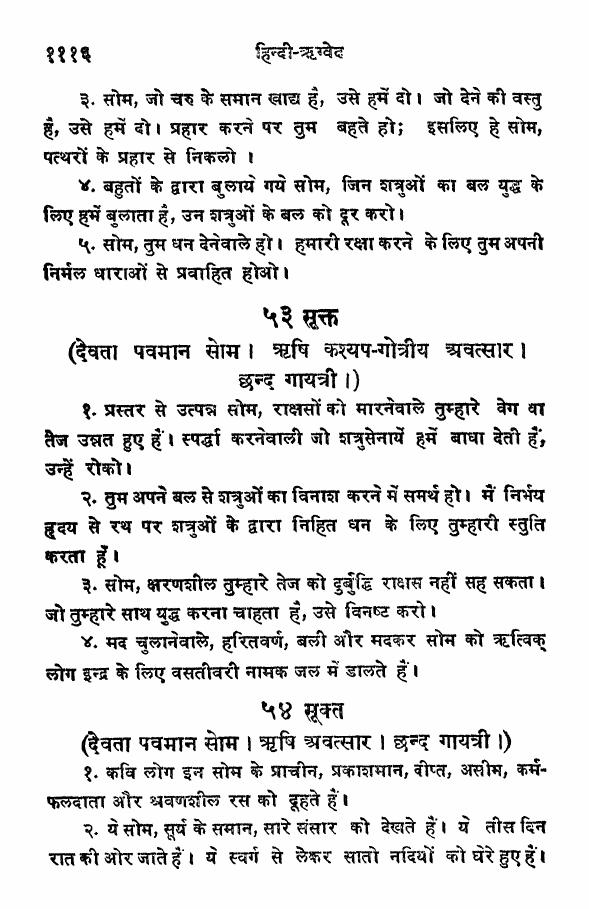 १११६ हिन्दी-ऋग्वेद
३. सोम, जो चरु के समान खाद्य है, उसे हमें दो। जो देने की वस्तु
है, उसे हमें दो। प्रहार करने पर तुम बहते हो; इसलिए हे सोम,
पत्थरों के प्रहार से निकलो ।
४. बहुतों के द्वारा बुलाये गये सोम, जिन शत्रुओं का बल युद्ध के
लिए हमें बुलाता है, उन शत्रुओं के बल को दूर करो।
५. सोम, तुम धन देनेवाले हो। हमारी रक्षा करने के लिए तुम अपनी
निर्मल धाराओं से प्रवाहित होओ।
५३ सूक्त
(देवता पवमान सोम। ऋषि कश्यप-गोत्रीय अवत्सार।
छन्द गायत्री।)
१. प्रस्तर से उत्पन्न सोम, राक्षसों को मारनेवाले तुम्हारे वेग वा
तेज उन्नत हुए हैं। स्पर्द्धा करनेवाली जो शत्रुसेनायें हमें बाधा देती हैं,
उन्हें रोको।
२. तुम अपने बल से शत्रुओं का विनाश करने में समर्थ हो। मैं निर्भय
हृदय से रथ पर शत्रुओं के द्वारा निहित धन के लिए तुम्हारी स्तुति
करता हूँ।
३. सोम, क्षरणशील तुम्हारे तेज को दुर्बुद्धि राक्षस नहीं सह सकता।
जो तुम्हारे साथ युद्ध करना चाहता है, उसे विनष्ट करो।
४. मद चुलानेवाले, हरितवर्ण, बली और मदकर सोम को ऋत्विक्
लोग इन्द्र के लिए वसतीवरी नामक जल में डालते हैं।
५४ सूक्त
(देवता पवमान सोम। ऋषि अवत्सार। छन्द गायत्री।)
१. कवि लोग इन सोम के प्राचीन, प्रकाशमान, दीप्त, असीम, कर्म-
फलदाता और श्रवणशील रस को दूहते हैं।
२. ये सोम, सूर्य के समान, सारे संसार को देखते हैं। ये तीस दिन
रात की ओर जाते हैं। ये स्वर्ग से लेकर सातो नदियों को घेरे हुए हैं।